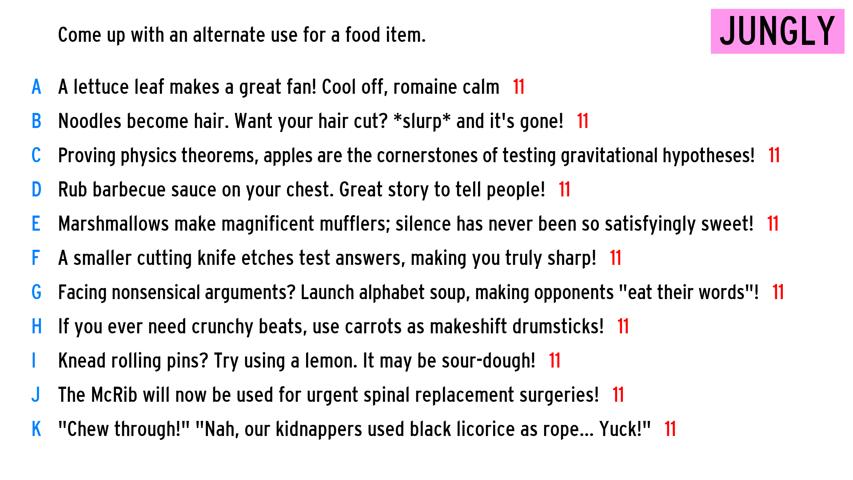 Come up with an alternate use for a food item.
JUNGLY
A A lettuce leaf makes a great fan! Cool off, romaine calm 11
B Noodles become hair. Want your hair cut? *slurp* and it's gone! 11
C Proving physics theorems, apples are the cornerstones of testing gravitational hypotheses! 11
D Rub barbecue sauce on your chest. Great story to tell people! 11
E Marshmallows make magnificent mufflers; silence has never been so satisfyingly sweet! 11
F A smaller cutting knife etches test answers, making you truly sharp! 11
G Facing nonsensical arguments? Launch alphabet soup, making opponents "eat their words"! 11
H If you ever need crunchy beats, use carrots as makeshift drumsticks! 11
I Knead rolling pins? Try using a lemon. It may be sour-dough! 11
J The McRib will now be used for urgent spinal replacement surgeries! 11
K "Chew through!" "Nah, our kidnappers used black licorice as rope... Yuck!" 11